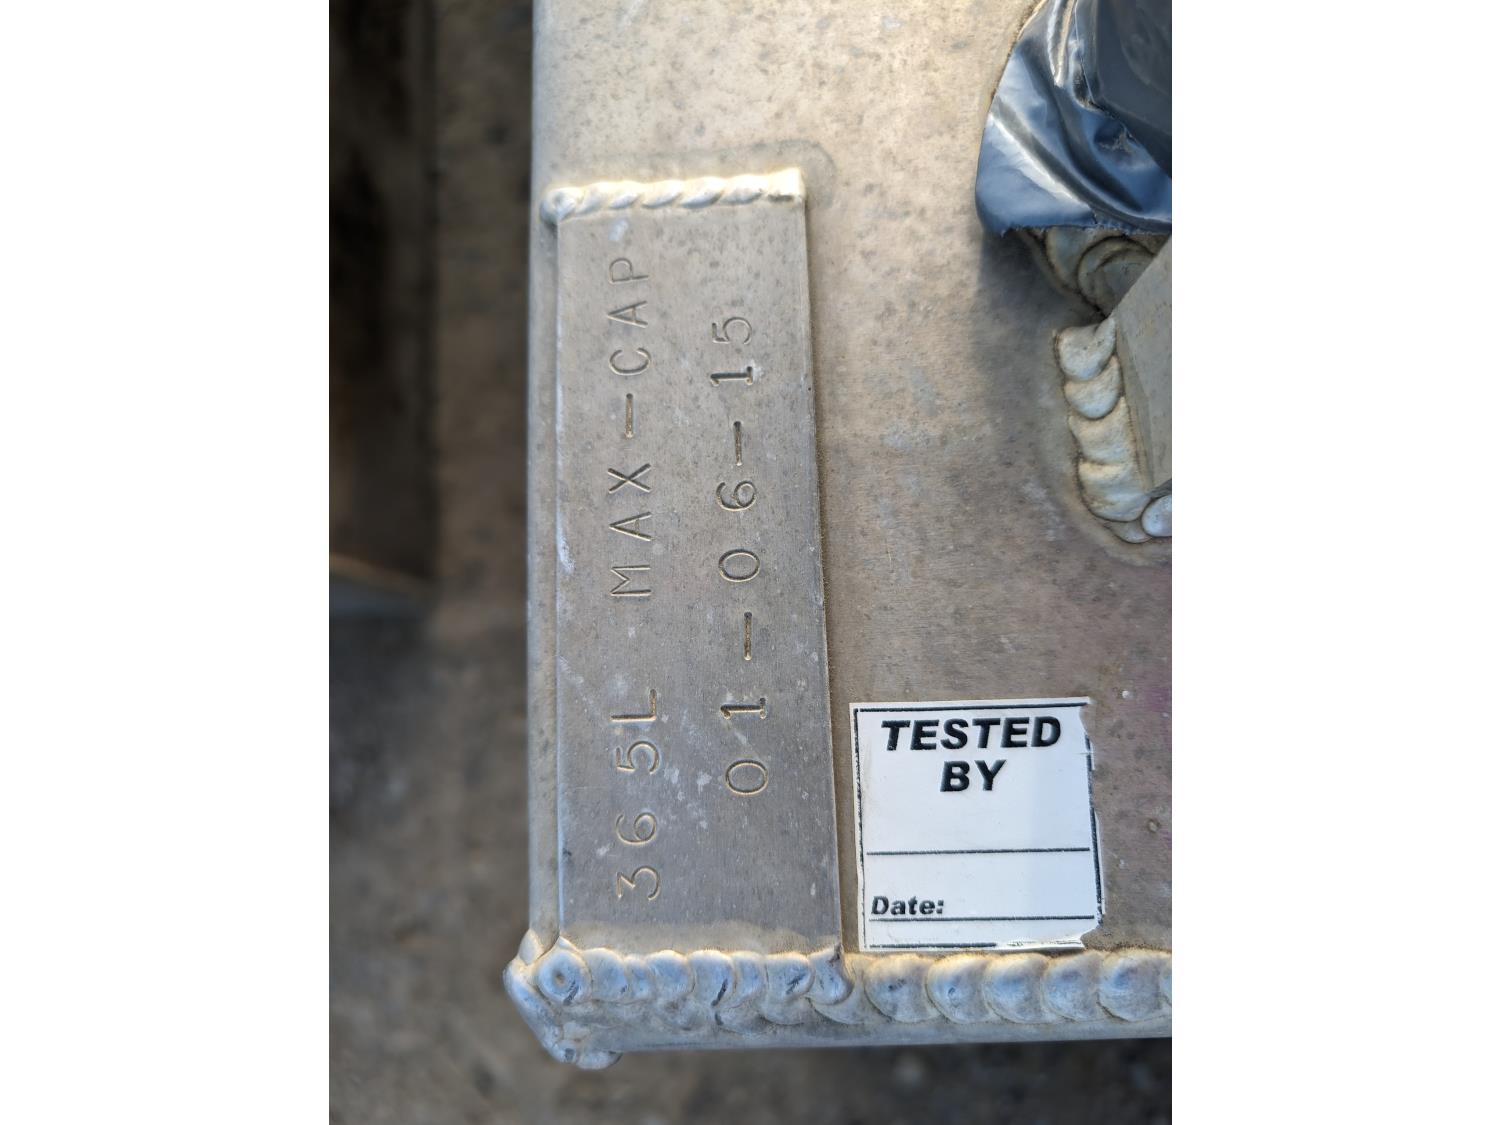 365L MAX-CAP
01-06-15
TESTED
BY
Date: